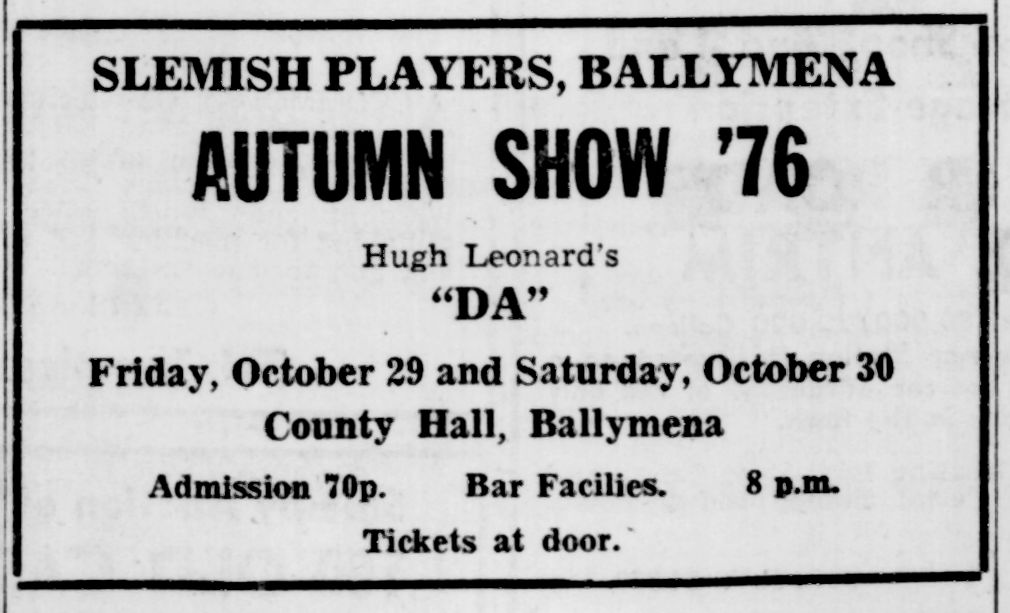 SLEMISH PLAYERS, BALLYMENA
AUTUMN SHOW '76
Hugh Leonard's
"DA"
Friday, October 29 and Saturday, October 30
County Hall, Ballymena
Admission 70p. Bar Facilies. 8 p.m.
Tickets at door.